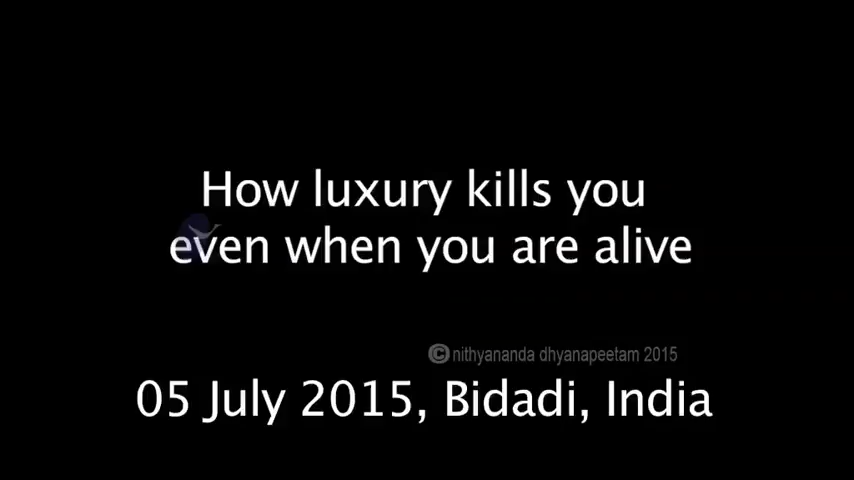 How luxury kills you
even when you are alive
©nithyananda dhyanapeetam 2015
05 July 2015, Bidadi, India